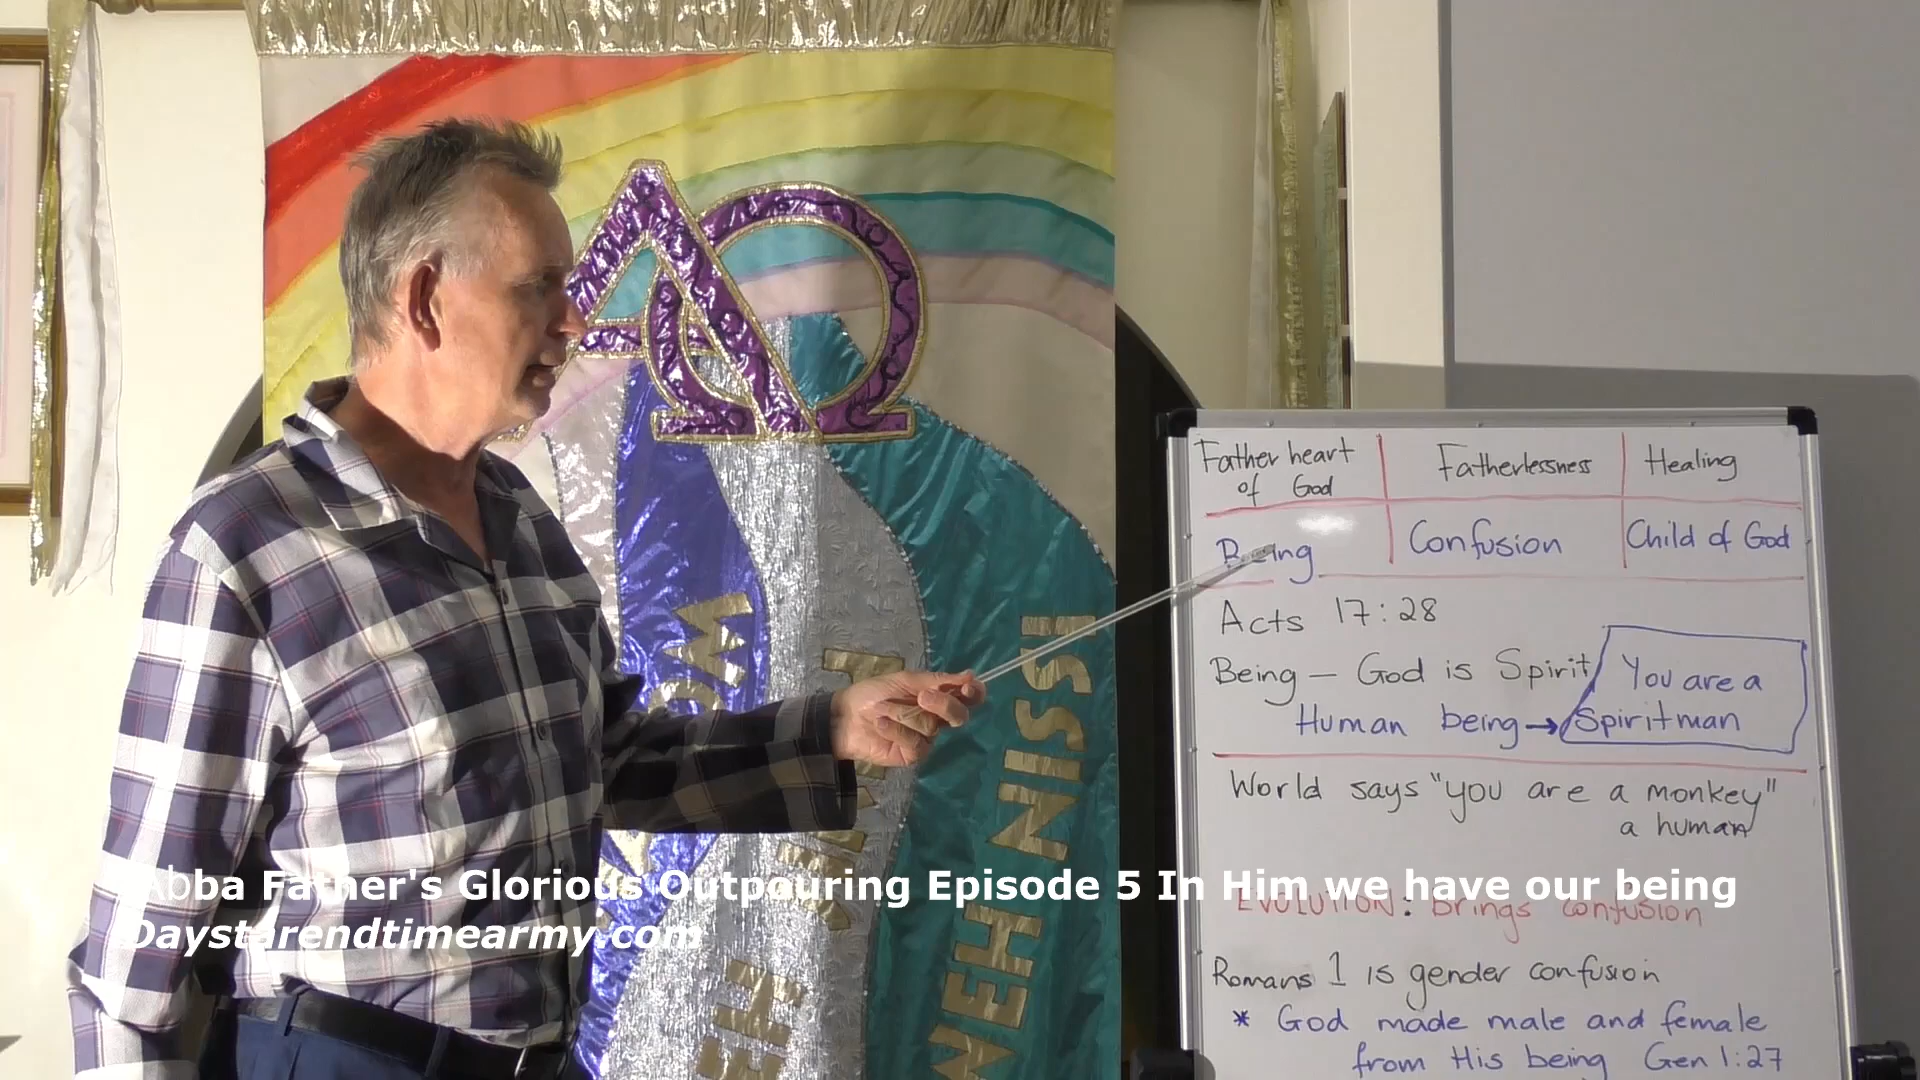 Father heart of God
Fatherlessness
Healing
Being
Confusion
Child of God
Acts 17:28
Being — God is Spirit
Human being →
You are a
Spiritman
World says "you are a monkey"
a human
EVOLUTION: Brings confusion
Romans 1 is gender confusion
* God made male and female
from His being Gen 1:27
Abba Father's Glorious Outpouring Episode 5 In Him we have our being
Daystarendtimearmy.com
ΑΩ
NISSI